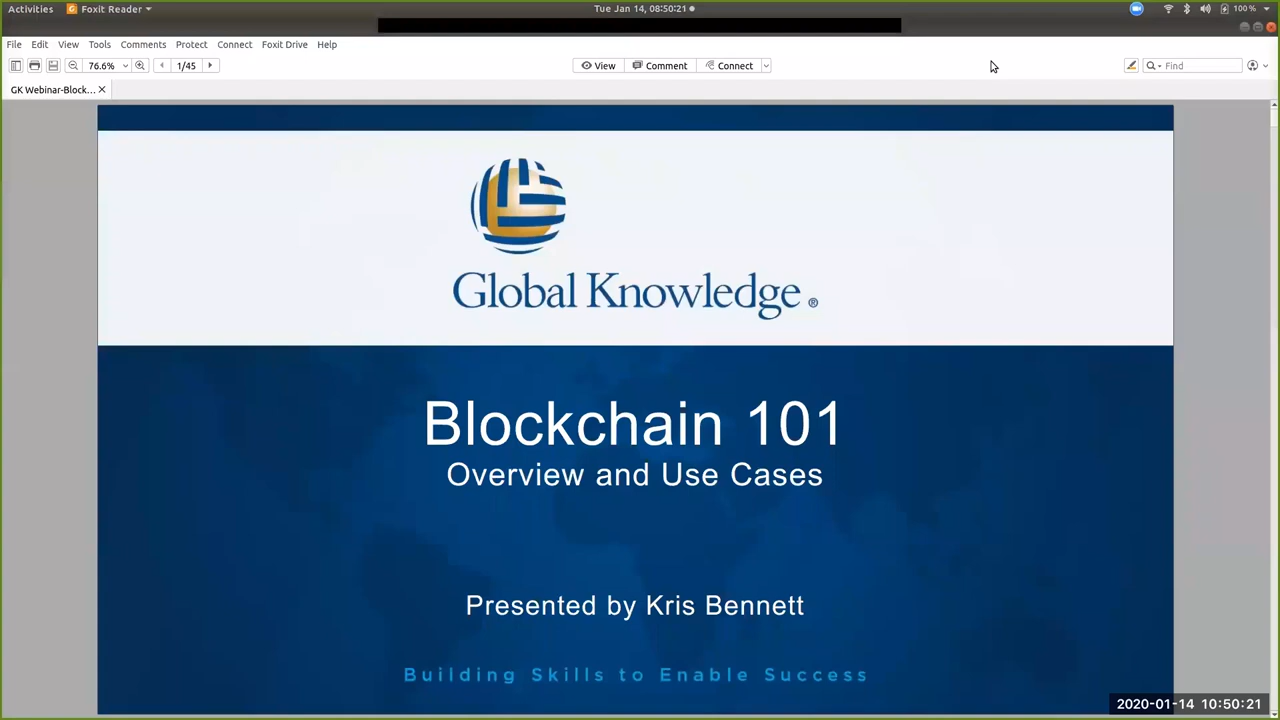 Activities Foxit Reader Tue Jan 14, 08:50:21 100 %
File Edit View Tools Comments Protect Connect Foxit Drive Help
76.6% 1/45 View Comment Connect Find
GK Webinar-Block...
Global Knowledge ®
Blockchain 101
Overview and Use Cases
Presented by Kris Bennett
Building Skills to Enable Success
2020-01-14 10:50:21